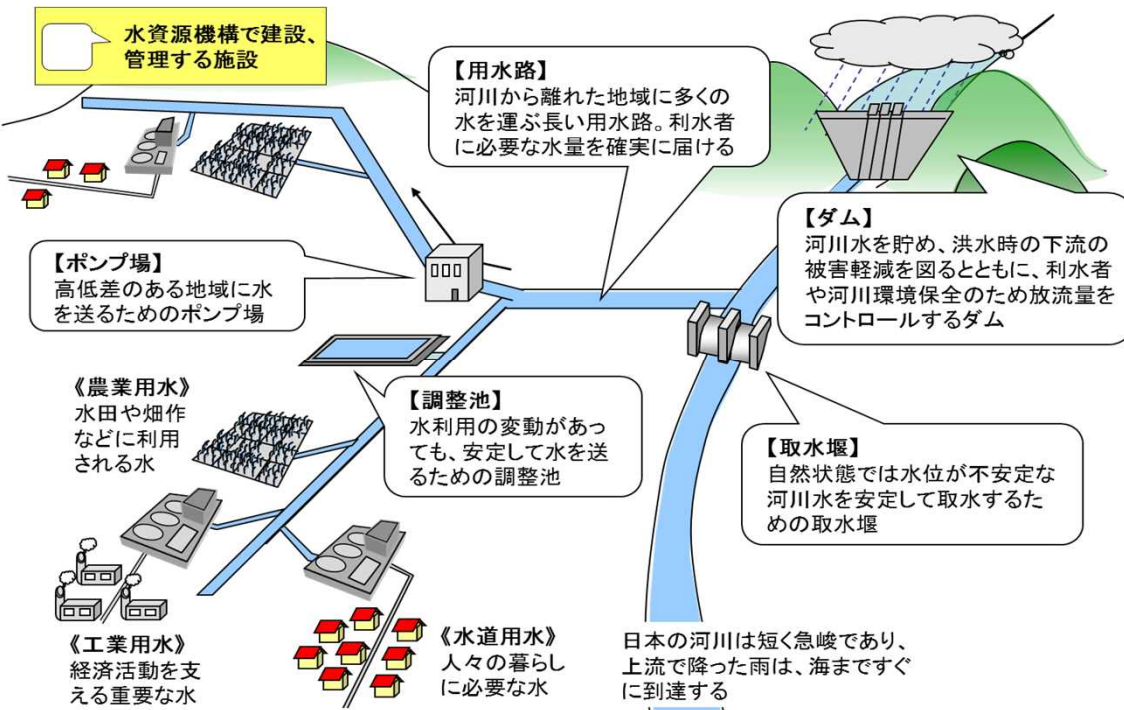 水資源機構で建設、
管理する施設
【用水路】
河川から離れた地域に多くの
水を運ぶ長い用水路。利水者
に必要な水量を確実に届ける
【ダム】
河川水を貯め、洪水時の下流の
被害軽減を図るとともに、利水者
や河川環境保全のため放流量を
コントロールするダム
【ポンプ場】
高低差のある地域に水
を送るためのポンプ場
【調整池】
水利用の変動があっ
ても、安定して水を送
るための調整池
【取水堰】
自然状態では水位が不安定な
河川水を安定して取水するた
めの取水堰
《農業用水》
水田や畑作
などに利用
される水
《工業用水》
経済活動を支
える重要な水
《水道用水》
人々の暮らし
に必要な水
日本の河川は短く急峻であり、
上流で降った雨は、海まですぐ
に到達する